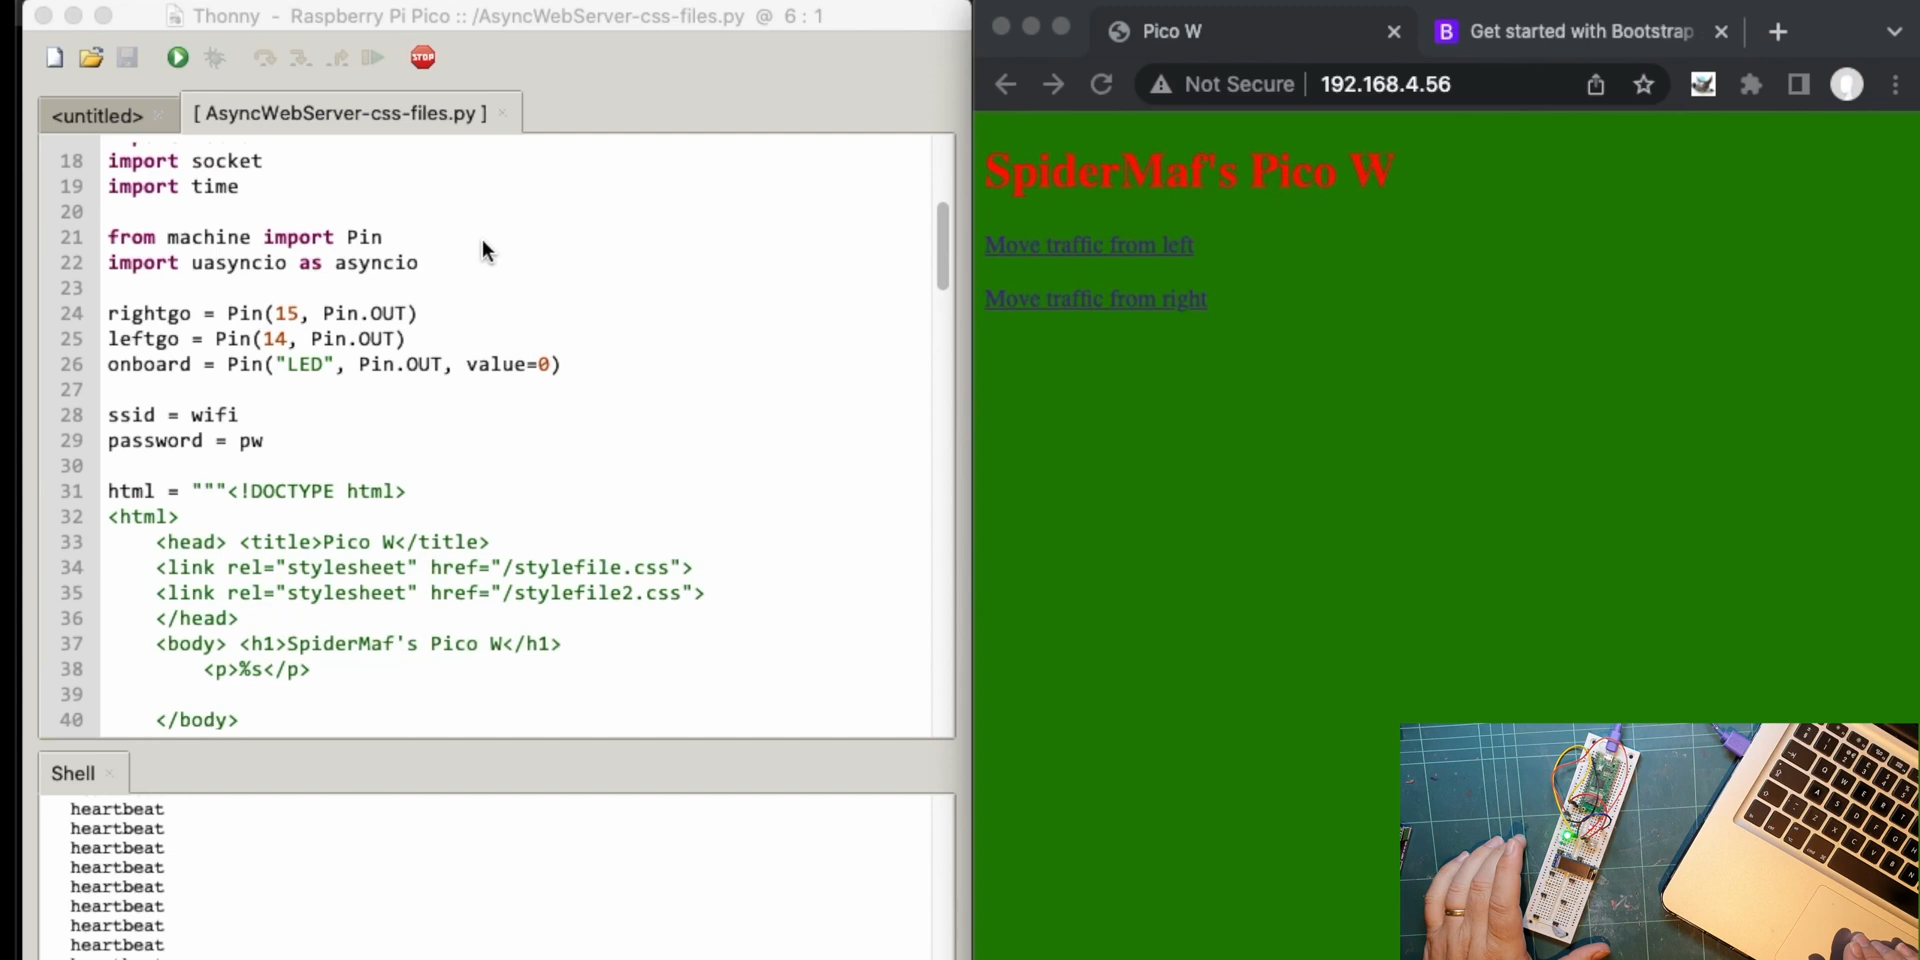 Thonny - Raspberry Pi Pico :: /AsyncWebServer-css-files.py @ 6 : 1
STOP
<untitled>
[ AsyncWebServer-css-files.py ]
18 import socket
19 import time
20
21 from machine import Pin
22 import uasyncio as asyncio
23
24 rightgo = Pin(15, Pin.OUT)
25 leftgo = Pin(14, Pin.OUT)
26 onboard = Pin("LED", Pin.OUT, value=0)
27
28 ssid = wifi
29 password = pw
30
31 html = """<!DOCTYPE html>
32 <html>
33 <head> <title>Pico W</title>
34 <link rel="stylesheet" href="/stylefile.css">
35 <link rel="stylesheet" href="/stylefile2.css">
36 </head>
37 <body> <h1>SpiderMaf's Pico W</h1>
38 <p>%s</p>
39
40 </body>
Shell
heartbeat
heartbeat
heartbeat
heartbeat
heartbeat
heartbeat
heartbeat
heartbeat
Pico W
B Get started with Bootstrap
Not Secure 192.168.4.56
SpiderMaf's Pico W
Move traffic from left
Move traffic from right